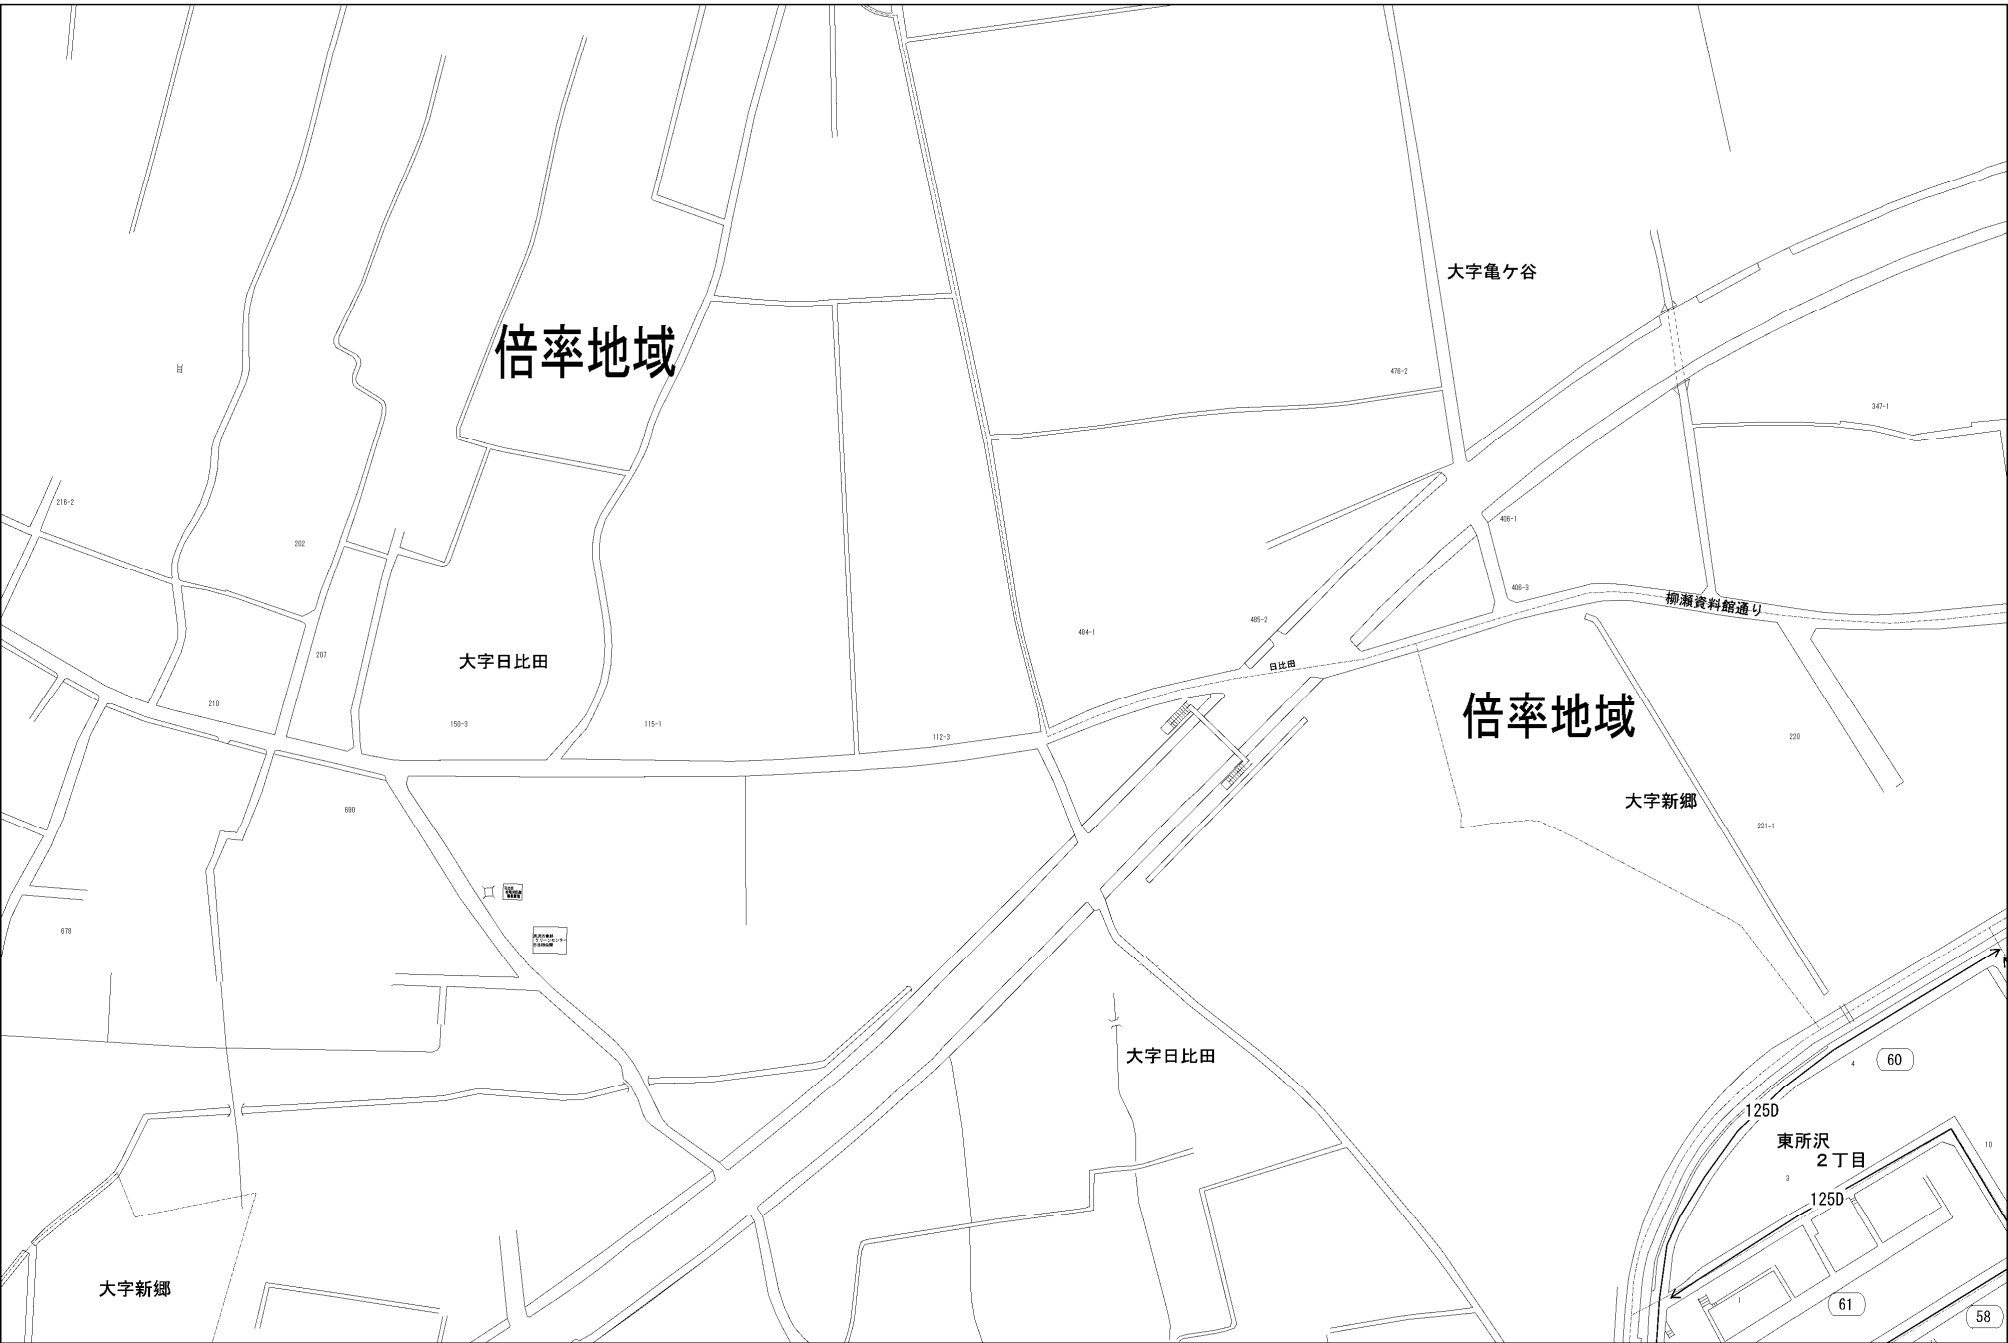 大字亀ケ谷
倍率地域
476-2
347-1
216-2
406-1
202
406-3
柳瀬資料館通り
485-2
484-1
207
大字日比田
日比田
210
倍率地域
150-3
115-1
112-3
220
大字新郷
690
221-1
678
大字日比田
60
4
125D
東所沢
2丁目
10
3
125D
大字新郷
1
61
58